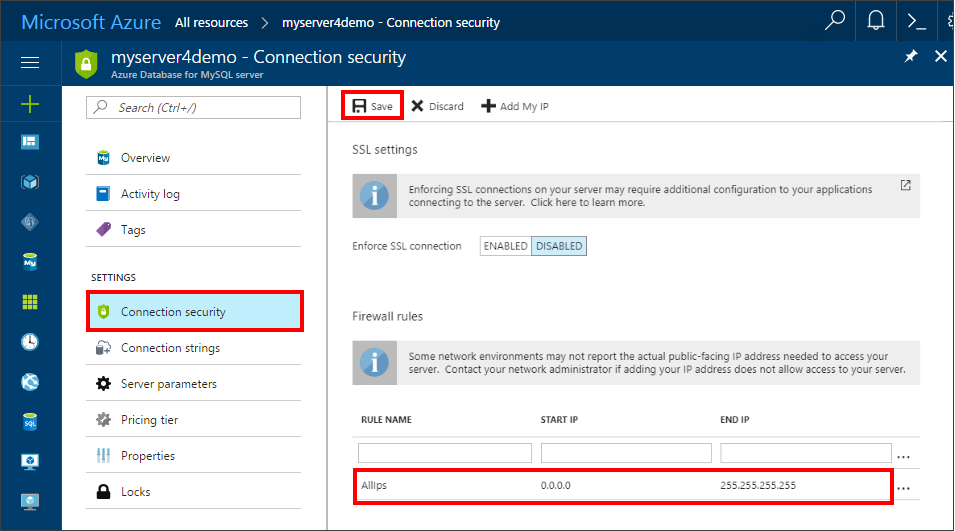 Microsoft Azure All resources > myserver4demo - Connection security
myserver4demo - Connection security
Azure Database for MySQL server
Search (Ctrl+/)
Overview
Activity log
Tags
SETTINGS
Connection security
Connection strings
Server parameters
Pricing tier
Properties
Locks
Save Discard Add My IP
SSL settings
Enforcing SSL connections on your server may require additional configuration to your applications
connecting to the server. Click here to learn more.
Enforce SSL connection ENABLED DISABLED
Firewall rules
Some network environments may not report the actual public-facing IP address needed to access your
server. Contact your network administrator if adding your IP address does not allow access to your server.
RULE NAME START IP END IP
...
AllIps 0.0.0.0 255.255.255.255 ...
My
SQL